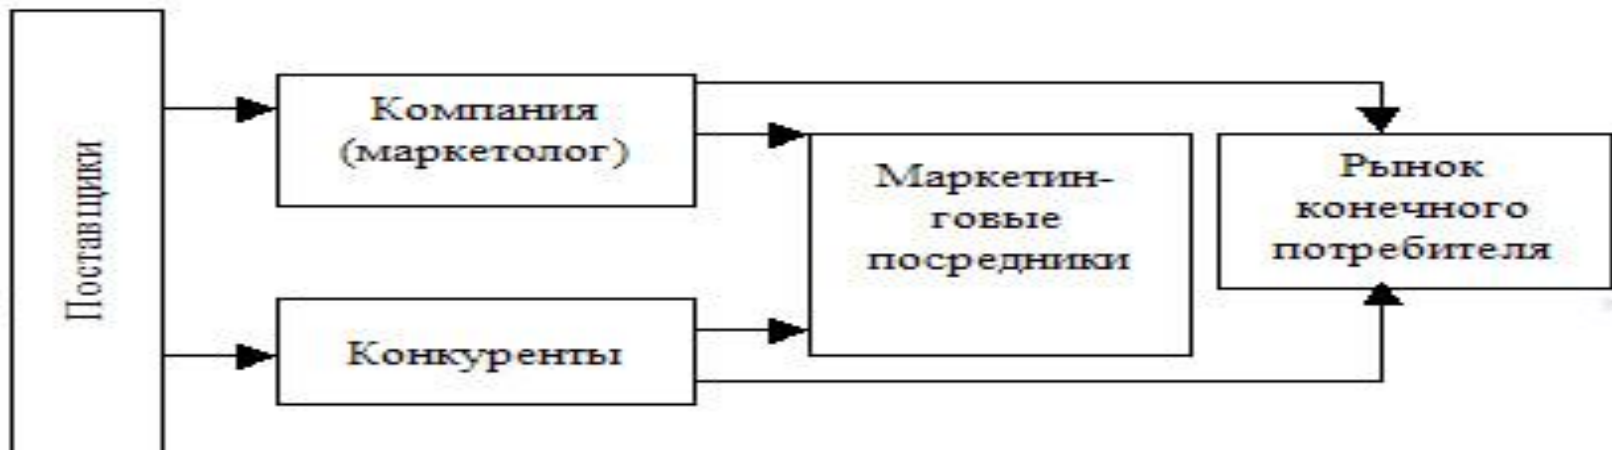 Поставщики
Компания
(маркетолог)
Маркетин-
говые
посредники
Рынок
конечного
потребителя
Конкуренты